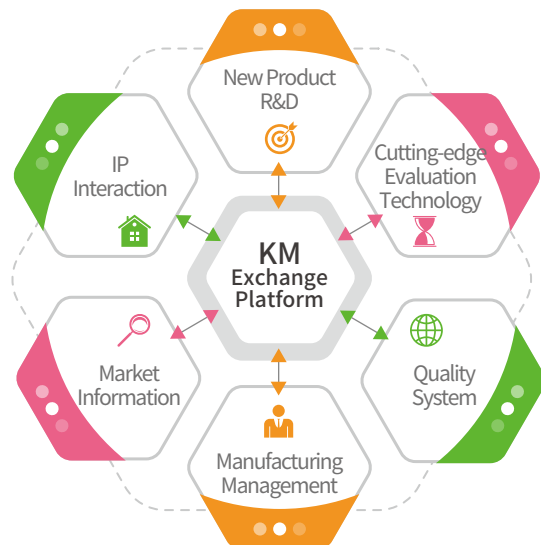 New Product
R&D
IP
Interaction
Cutting-edge
Evaluation
Technology
KM
Exchange
Platform
Market
Information
Quality
System
Manufacturing
Management